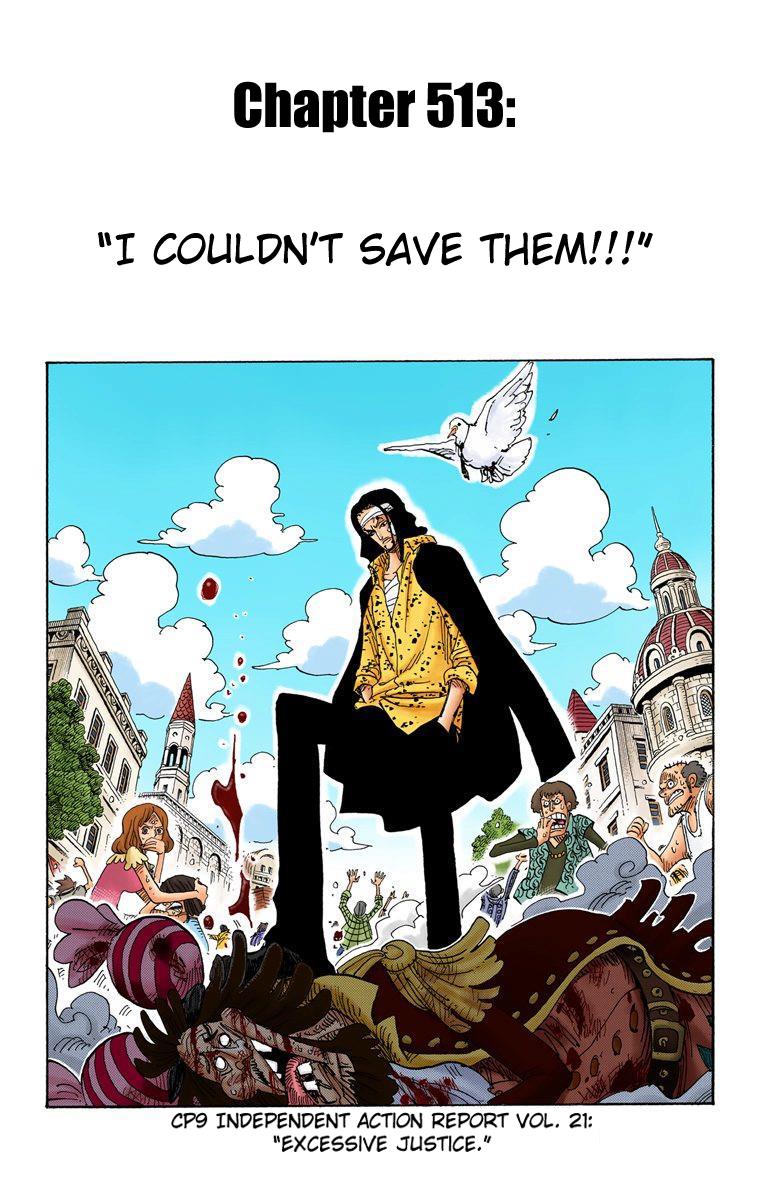 Chapter 513:
"I COULDN'T SAVE THEM!!!"
CP9 INDEPENDENT ACTION REPORT VOL. 21:
"EXCESSIVE JUSTICE."